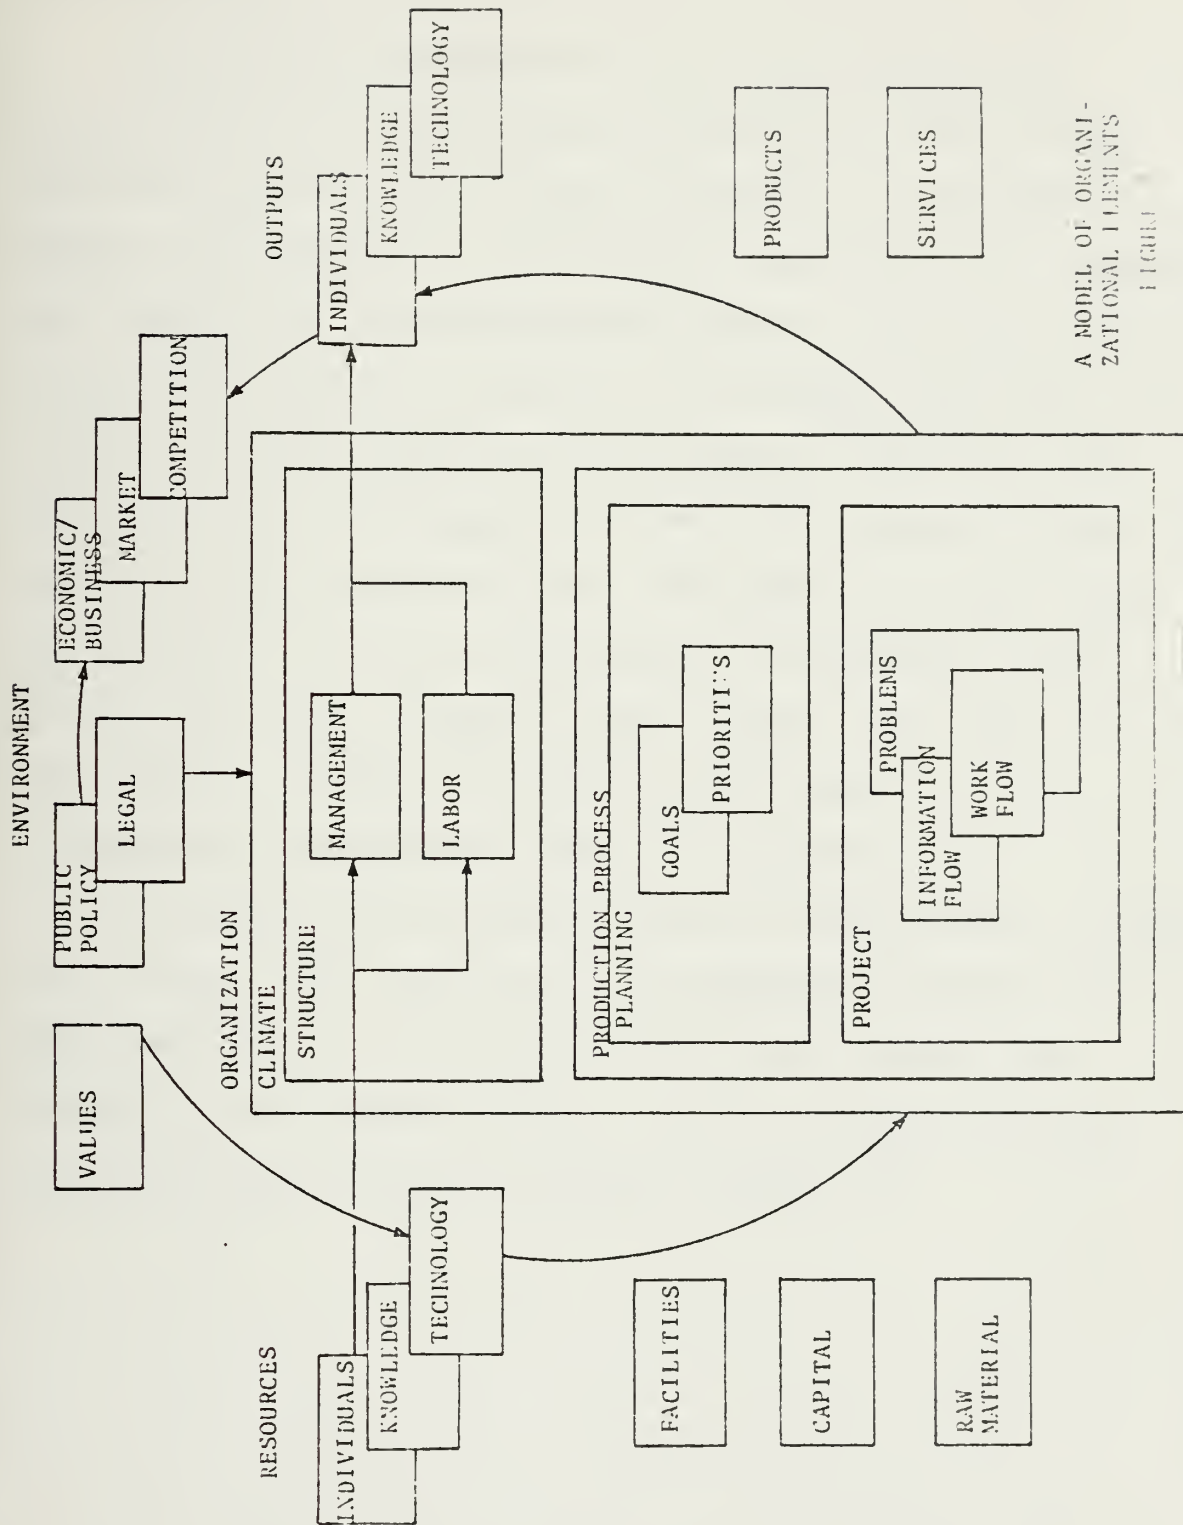 ENVIRONMENT
VALUES
PUBLIC
POLICY
LEGAL
ECONOMIC/
BUSINESS
MARKET
COMPETITION
RESOURCES
INDIVIDUALS
KNOWLEDGE
TECHNOLOGY
FACILITIES
CAPITAL
RAW
MATERIAL
ORGANIZATION
CLIMATE
STRUCTURE
MANAGEMENT
LABOR
PRODUCTION PROCESS
PLANNING
GOALS
PRIORITIES
PROJECT
PROBLEMS
INFORMATION
FLOW
WORK
FLOW
OUTPUTS
INDIVIDUALS
KNOWLEDGE
TECHNOLOGY
PRODUCTS
SERVICES
A MODEL OF ORGANI-
ZATIONAL ELEMENTS
FIGURE